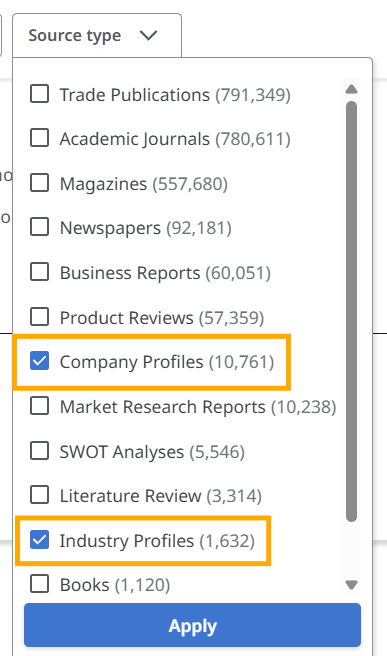 Source type
Trade Publications (791,349)
Academic Journals (780,611)
Magazines (557,680)
Newspapers (92,181)
Business Reports (60,051)
Product Reviews (57,359)
Company Profiles (10,761)
Market Research Reports (10,238)
SWOT Analyses (5,546)
Literature Review (3,314)
Industry Profiles (1,632)
Books (1,120)
Apply